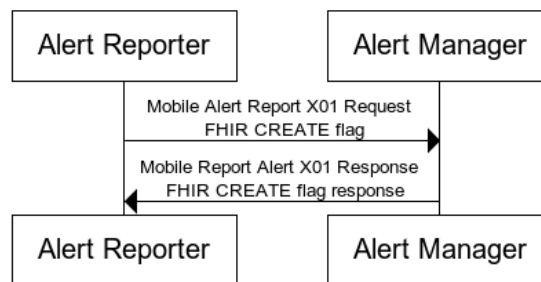 Alert Reporter
Alert Manager
Mobile Alert Report X01 Request
FHIR CREATE flag
Mobile Report Alert X01 Response
FHIR CREATE flag response
Alert Reporter
Alert Manager